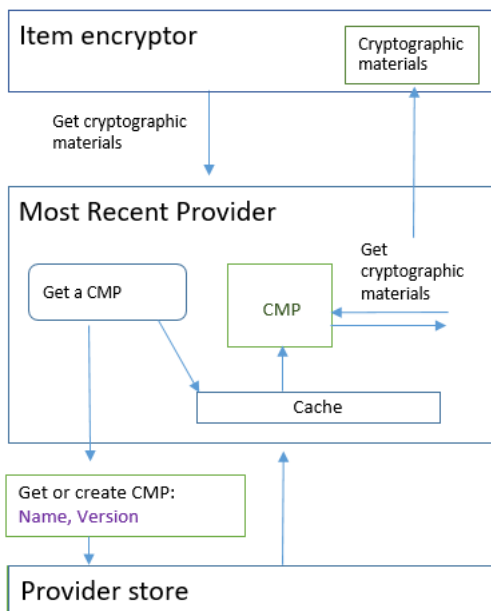 Item encryptor
Cryptographic
materials
Get cryptographic
materials
Most Recent Provider
Get
cryptographic
materials
Get a CMP
CMP
Cache
Get or create CMP:
Name, Version
Provider store